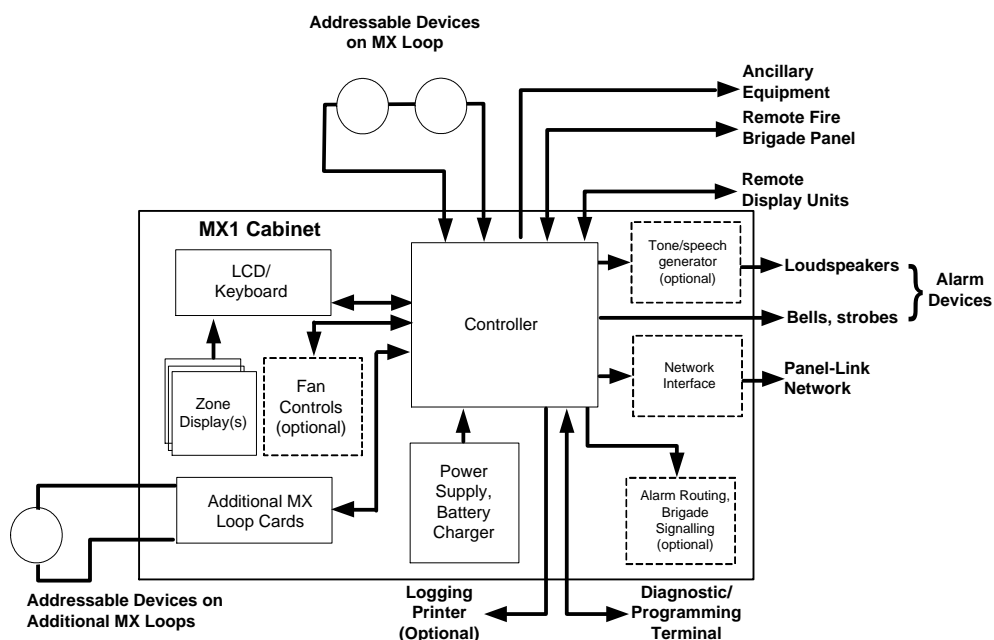 Addressable Devices
on MX Loop
Ancillary
Equipment
Remote Fire
Brigade Panel
Remote
Display Units
MX1 Cabinet
LCD/
Keyboard
Controller
Tone/speech
generator
(optional)
Loudspeakers
Alarm
Devices
Bells, strobes
Zone
Display(s)
Fan
Controls
(optional)
Network
Interface
Panel-Link
Network
Additional MX
Loop Cards
Power
Supply,
Battery
Charger
Alarm Routing,
Brigade
Signalling
(optional)
Addressable Devices on
Additional MX Loops
Logging
Printer
(Optional)
Diagnostic/
Programming
Terminal